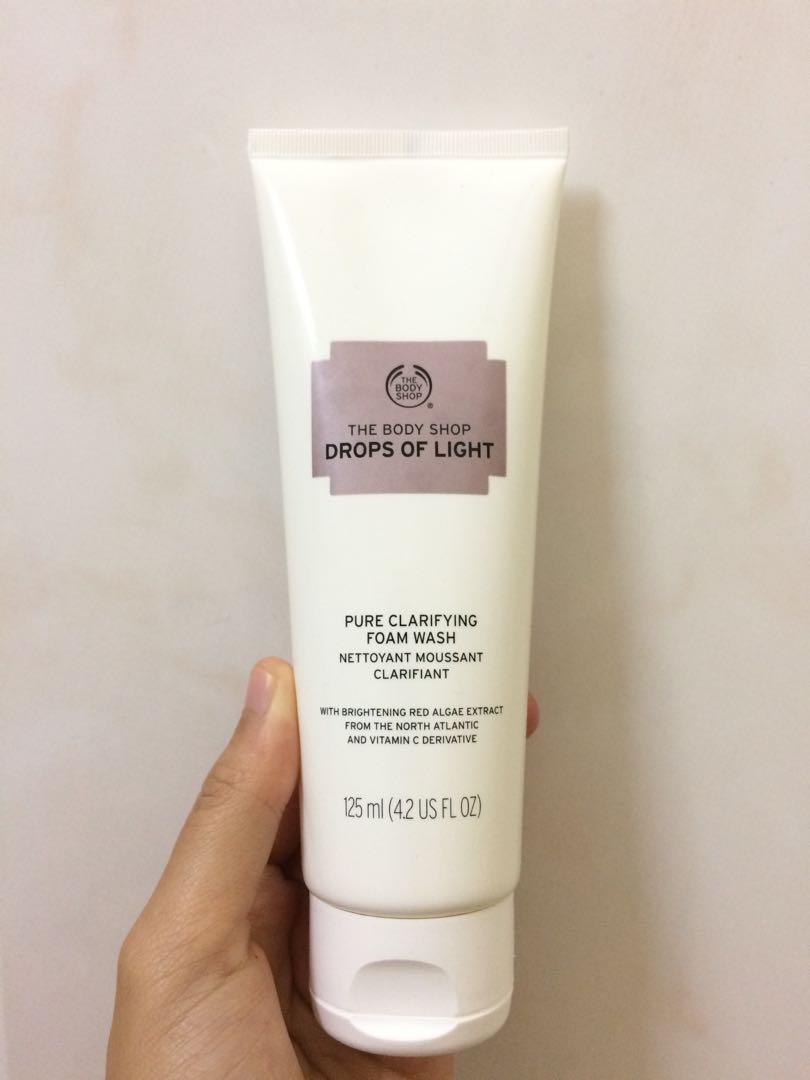 THE
BODY
SHOP
®
THE BODY SHOP
DROPS OF LIGHT
PURE CLARIFYING
FOAM WASH
NETTOYANT MOUSSANT
CLARIFIANT
WITH BRIGHTENING RED ALGAE EXTRACT
FROM THE NORTH ATLANTIC
AND VITAMIN C DERIVATIVE
125 ml (4.2 US FL OZ)